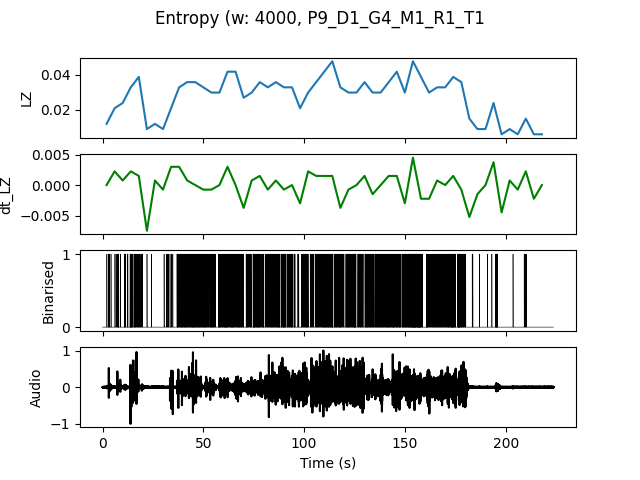 Entropy (w: 4000, P9_D1_G4_M1_R1_T1
0.04
0.02
LZ
0.005
0.000
−0.005
dt_LZ
1
0
Binarised
1
0
−1
Audio
0 50 100 150 200
Time (s)